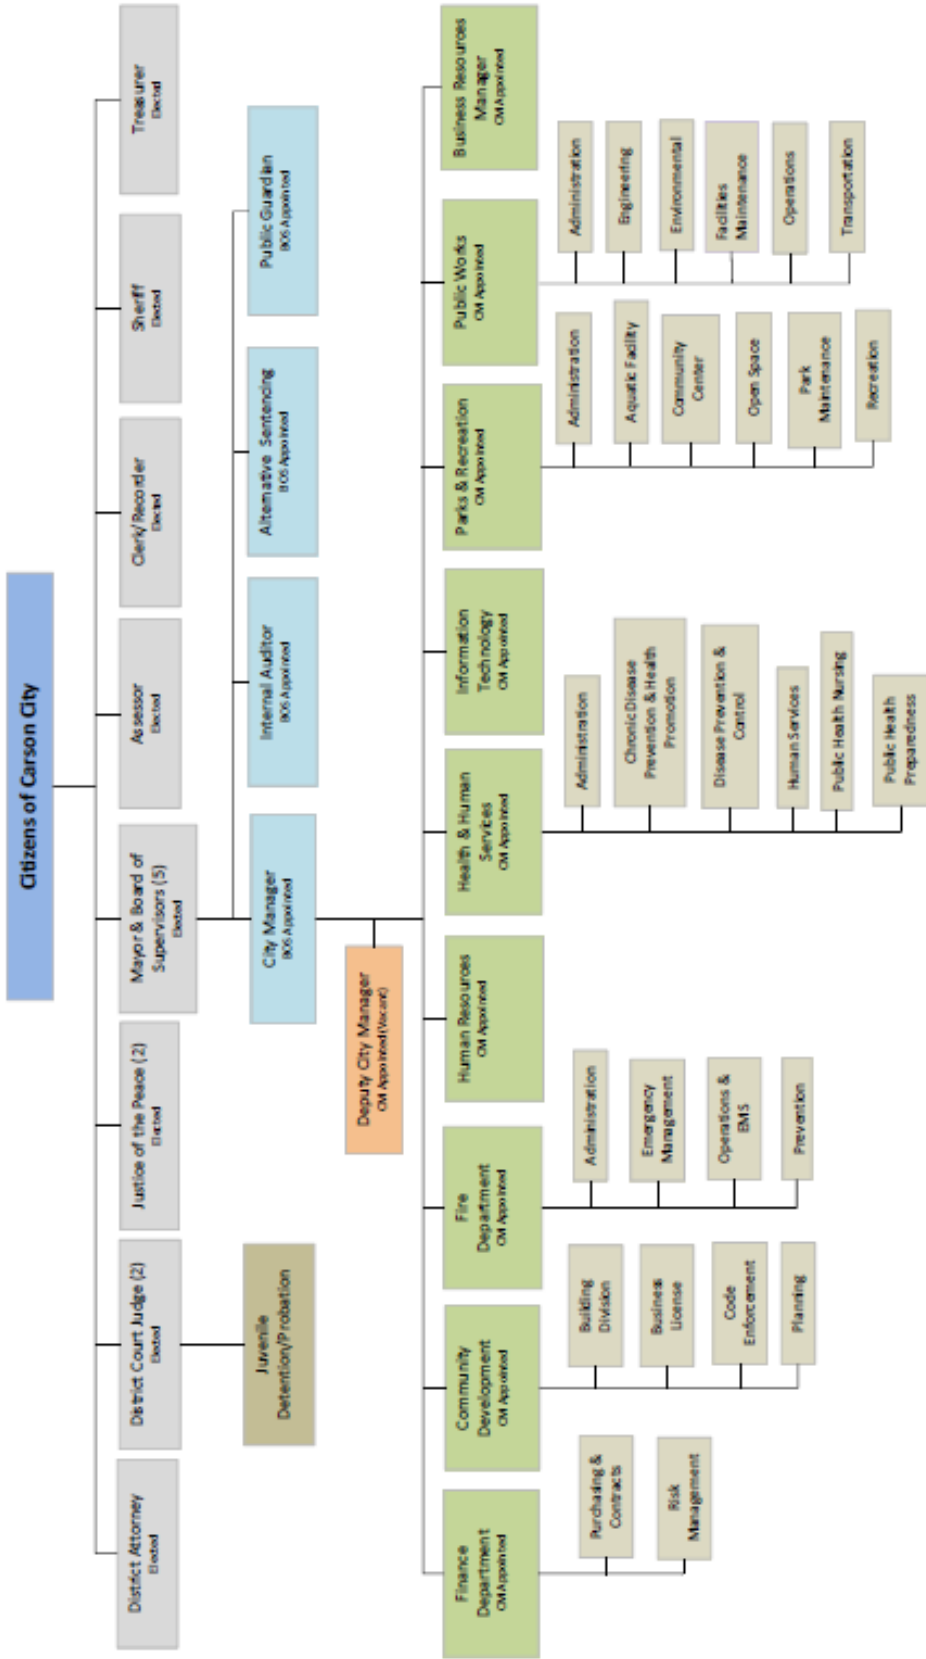 Citizens of Carson City
District Attorney
Elected
District Court Judge (2)
Elected
Justice of the Peace (2)
Elected
Mayor & Board of
Supervisors (5)
Elected
Assessor
Elected
Clerk/Recorder
Elected
Sheriff
Elected
Treasurer
Elected
Juvenile
Detention/Probation
City Manager
BOS Appointed
Internal Auditor
BOS Appointed
Alternative Sentencing
BOS Appointed
Public Guardian
BOS Appointed
Deputy City Manager
CM Appointed (Vacant)
Finance
Department
CM Appointed
Community
Development
CM Appointed
Fire
Department
CM Appointed
Human Resources
CM Appointed
Health & Human
Services
CM Appointed
Information
Technology
CM Appointed
Parks & Recreation
CM Appointed
Public Works
CM Appointed
Business Resources
Manager
CM Appointed
Purchasing &
Contracts
Risk
Management
Building
Division
Business
License
Code
Enforcement
Planning
Administration
Emergency
Management
Operations &
EMS
Prevention
Administration
Chronic Disease
Prevention & Health
Promotion
Disease Prevention &
Control
Human Services
Public Health Nursing
Public Health
Preparedness
Administration
Aquatic Facility
Community
Center
Open Space
Park
Maintenance
Recreation
Administration
Engineering
Environmental
Facilities
Maintenance
Operations
Transportation